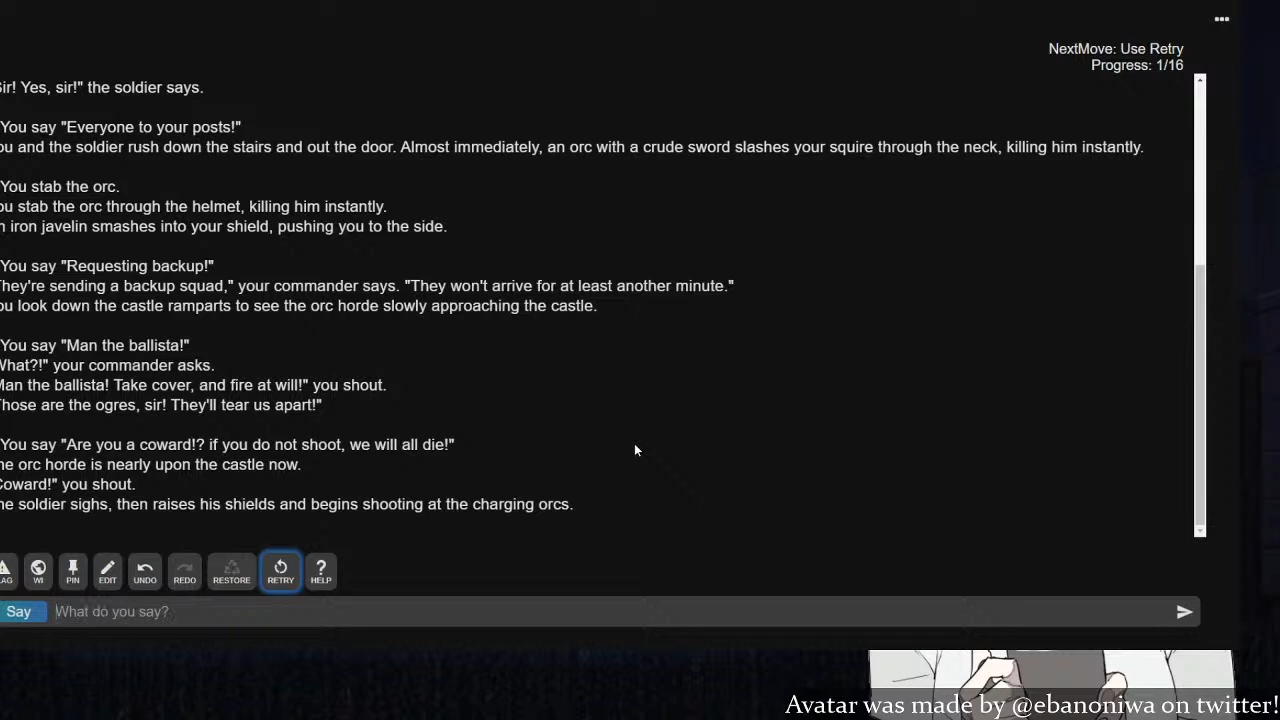 NextMove: Use Retry
Progress: 1/16
Sir! Yes, sir!" the soldier says.
You say "Everyone to your posts!"
ou and the soldier rush down the stairs and out the door. Almost immediately, an orc with a crude sword slashes your squire through the neck, killing him instantly.
You stab the orc.
ou stab the orc through the helmet, killing him instantly.
n iron javelin smashes into your shield, pushing you to the side.
You say "Requesting backup!"
They're sending a backup squad," your commander says. "They won't arrive for at least another minute."
ou look down the castle ramparts to see the orc horde slowly approaching the castle.
You say "Man the ballista!"
What?!" your commander asks.
Man the ballista! Take cover, and fire at will!" you shout.
Those are the ogres, sir! They'll tear us apart!"
You say "Are you a coward!? if you do not shoot, we will all die!"
he orc horde is nearly upon the castle now.
Coward!" you shout.
he soldier sighs, then raises his shields and begins shooting at the charging orcs.
LAG WI PIN EDIT UNDO REDO RESTORE RETRY HELP
Say What do you say?
Avatar was made by @ebanoniwa on twitter!